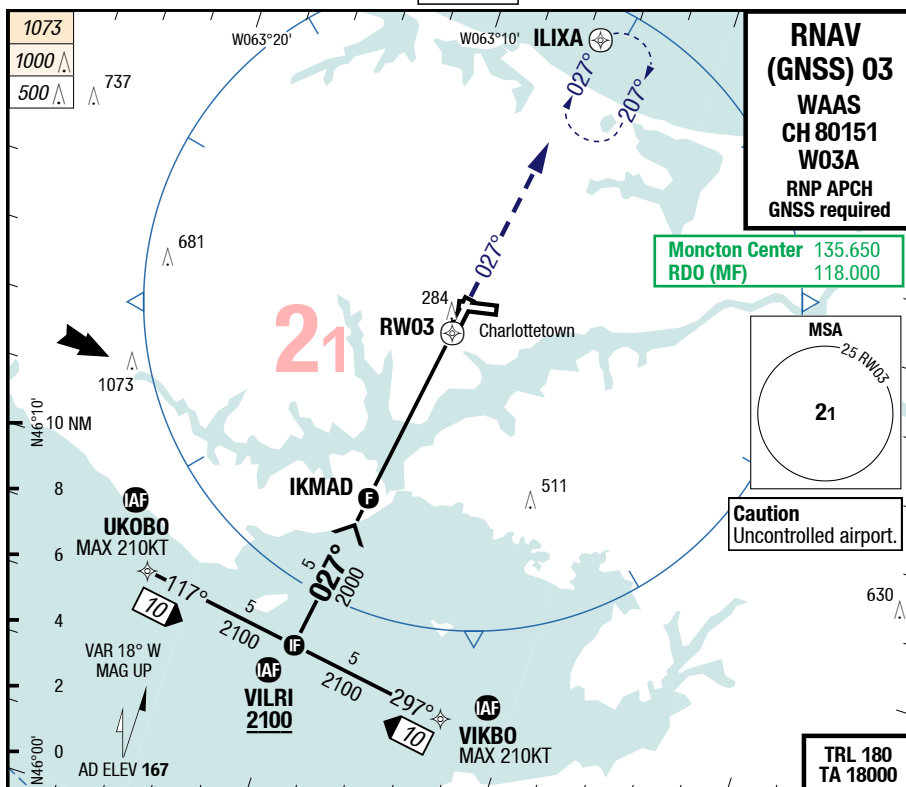 1073
1000
500
737
W063°20'
W063°10'
ILIXA
027°
207°
RNAV
(GNSS) 03
WAAS
CH 80151
W03A
RNP APCH
GNSS required
Moncton Center 135.650
RDO (MF) 118.000
681
027°
284
RW03
Charlottetown
21
1073
MSA
25 RW03
21
N46°10'
10 NM
IKMAD
F
511
8
IAF
UKOBO
MAX 210KT
Caution
Uncontrolled airport.
6
117°
5
2100
10
5
027°
2000
630
4
VAR 18° W
MAG UP
IF
IAF
VILRI
2100
5
2100
297°
10
IAF
VIKBO
MAX 210KT
2
N46°00'
0
AD ELEV 167
TRL 180
TA 18000